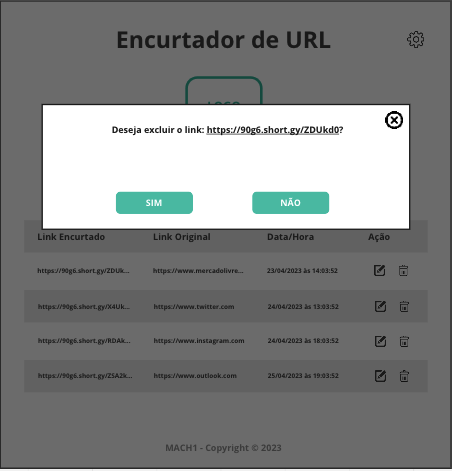 Encurtador de URL
Deseja excluir o link: https://90g6.short.gy/ZDUkd0?
SIM NÃO
Link Encurtado Link Original Data/Hora Ação
https://90g6.short.gy/ZDUk... https://www.mercadolivre... 23/04/2023 às 14:03:52
https://90g6.short.gy/X4Uk... https://www.twitter.com 24/04/2023 às 13:03:52
https://90g6.short.gy/RDAk... https://www.instagram.com 24/04/2023 às 18:03:52
https://90g6.short.gy/ZSA2k... https://www.outlook.com 25/04/2023 às 19:03:52
MACH1 - Copyright © 2023